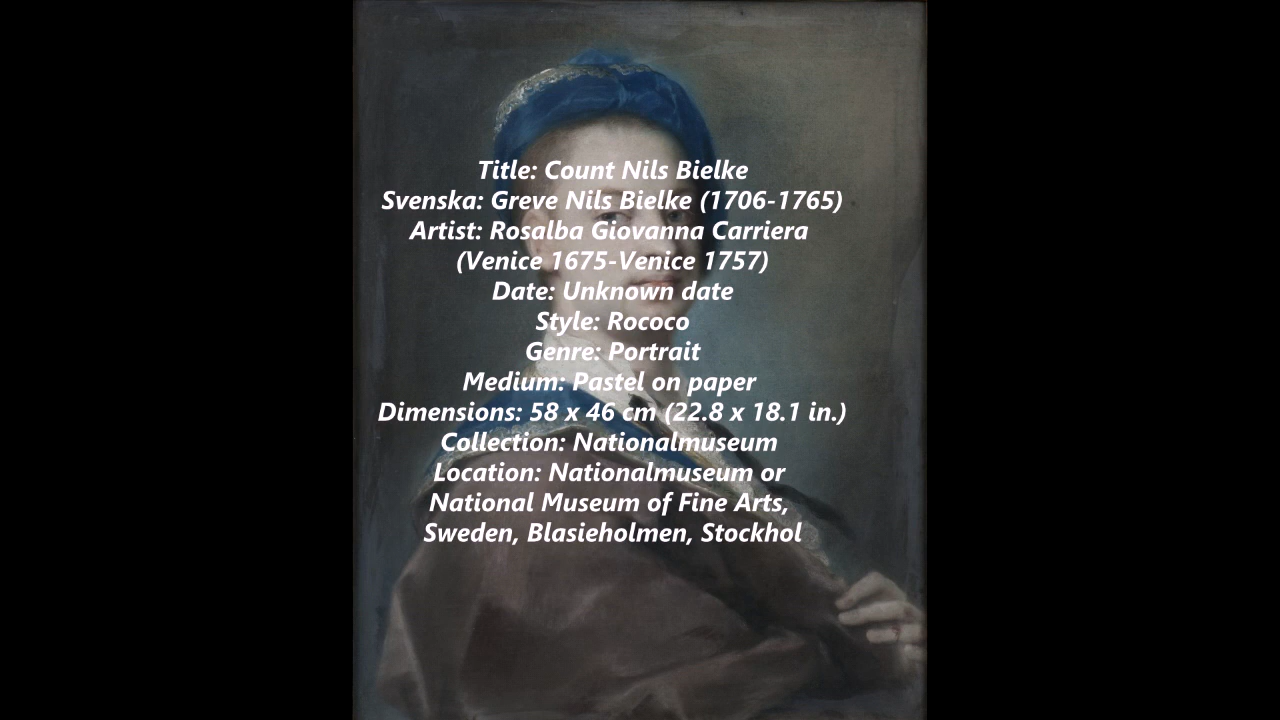 Title: Count Nils Bielke
Svenska: Greve Nils Bielke (1706-1765)
Artist: Rosalba Giovanna Carriera
(Venice 1675-Venice 1757)
Date: Unknown date
Style: Rococo
Genre: Portrait
Medium: Pastel on paper
Dimensions: 58 x 46 cm (22.8 x 18.1 in.)
Collection: Nationalmuseum
Location: Nationalmuseum or
National Museum of Fine Arts,
Sweden, Blasieholmen, Stockhol